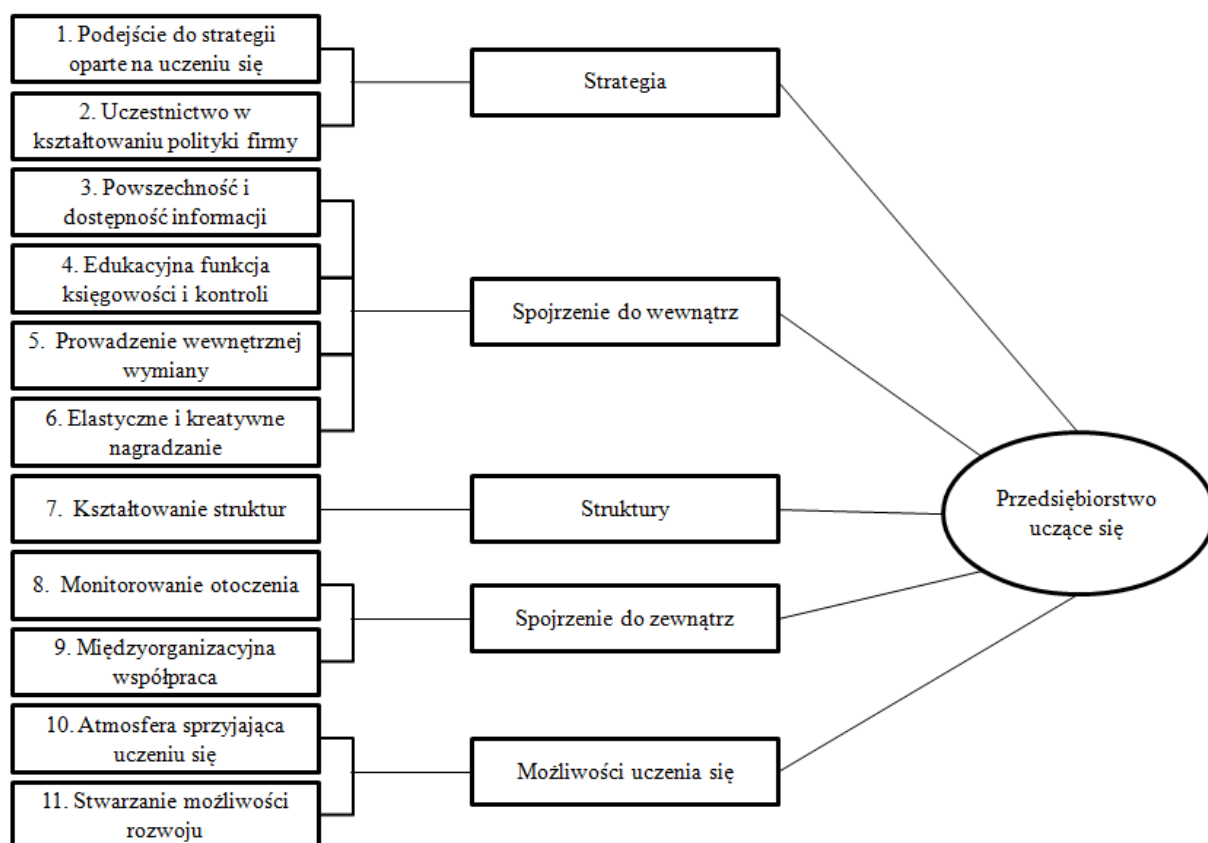 1. Podejście do strategii
oparte na uczeniu się
2. Uczestnictwo w
kształtowaniu polityki firmy
3. Powszechność i
dostępność informacji
4. Edukacyjna funkcja
księgowości i kontroli
5. Prowadzenie wewnętrznej
wymiany
6. Elastyczne i kreatywne
nagradzanie
7. Kształtowanie struktur
8. Monitorowanie otoczenia
9. Międzyorganizacyjna
współpraca
10. Atmosfera sprzyjająca
uczeniu się
11. Stwarzanie możliwości
rozwoju
Strategia
Spojrzenie do wewnątrz
Struktury
Spojrzenie do zewnątrz
Możliwości uczenia się
Przedsiębiorstwo
uczące się